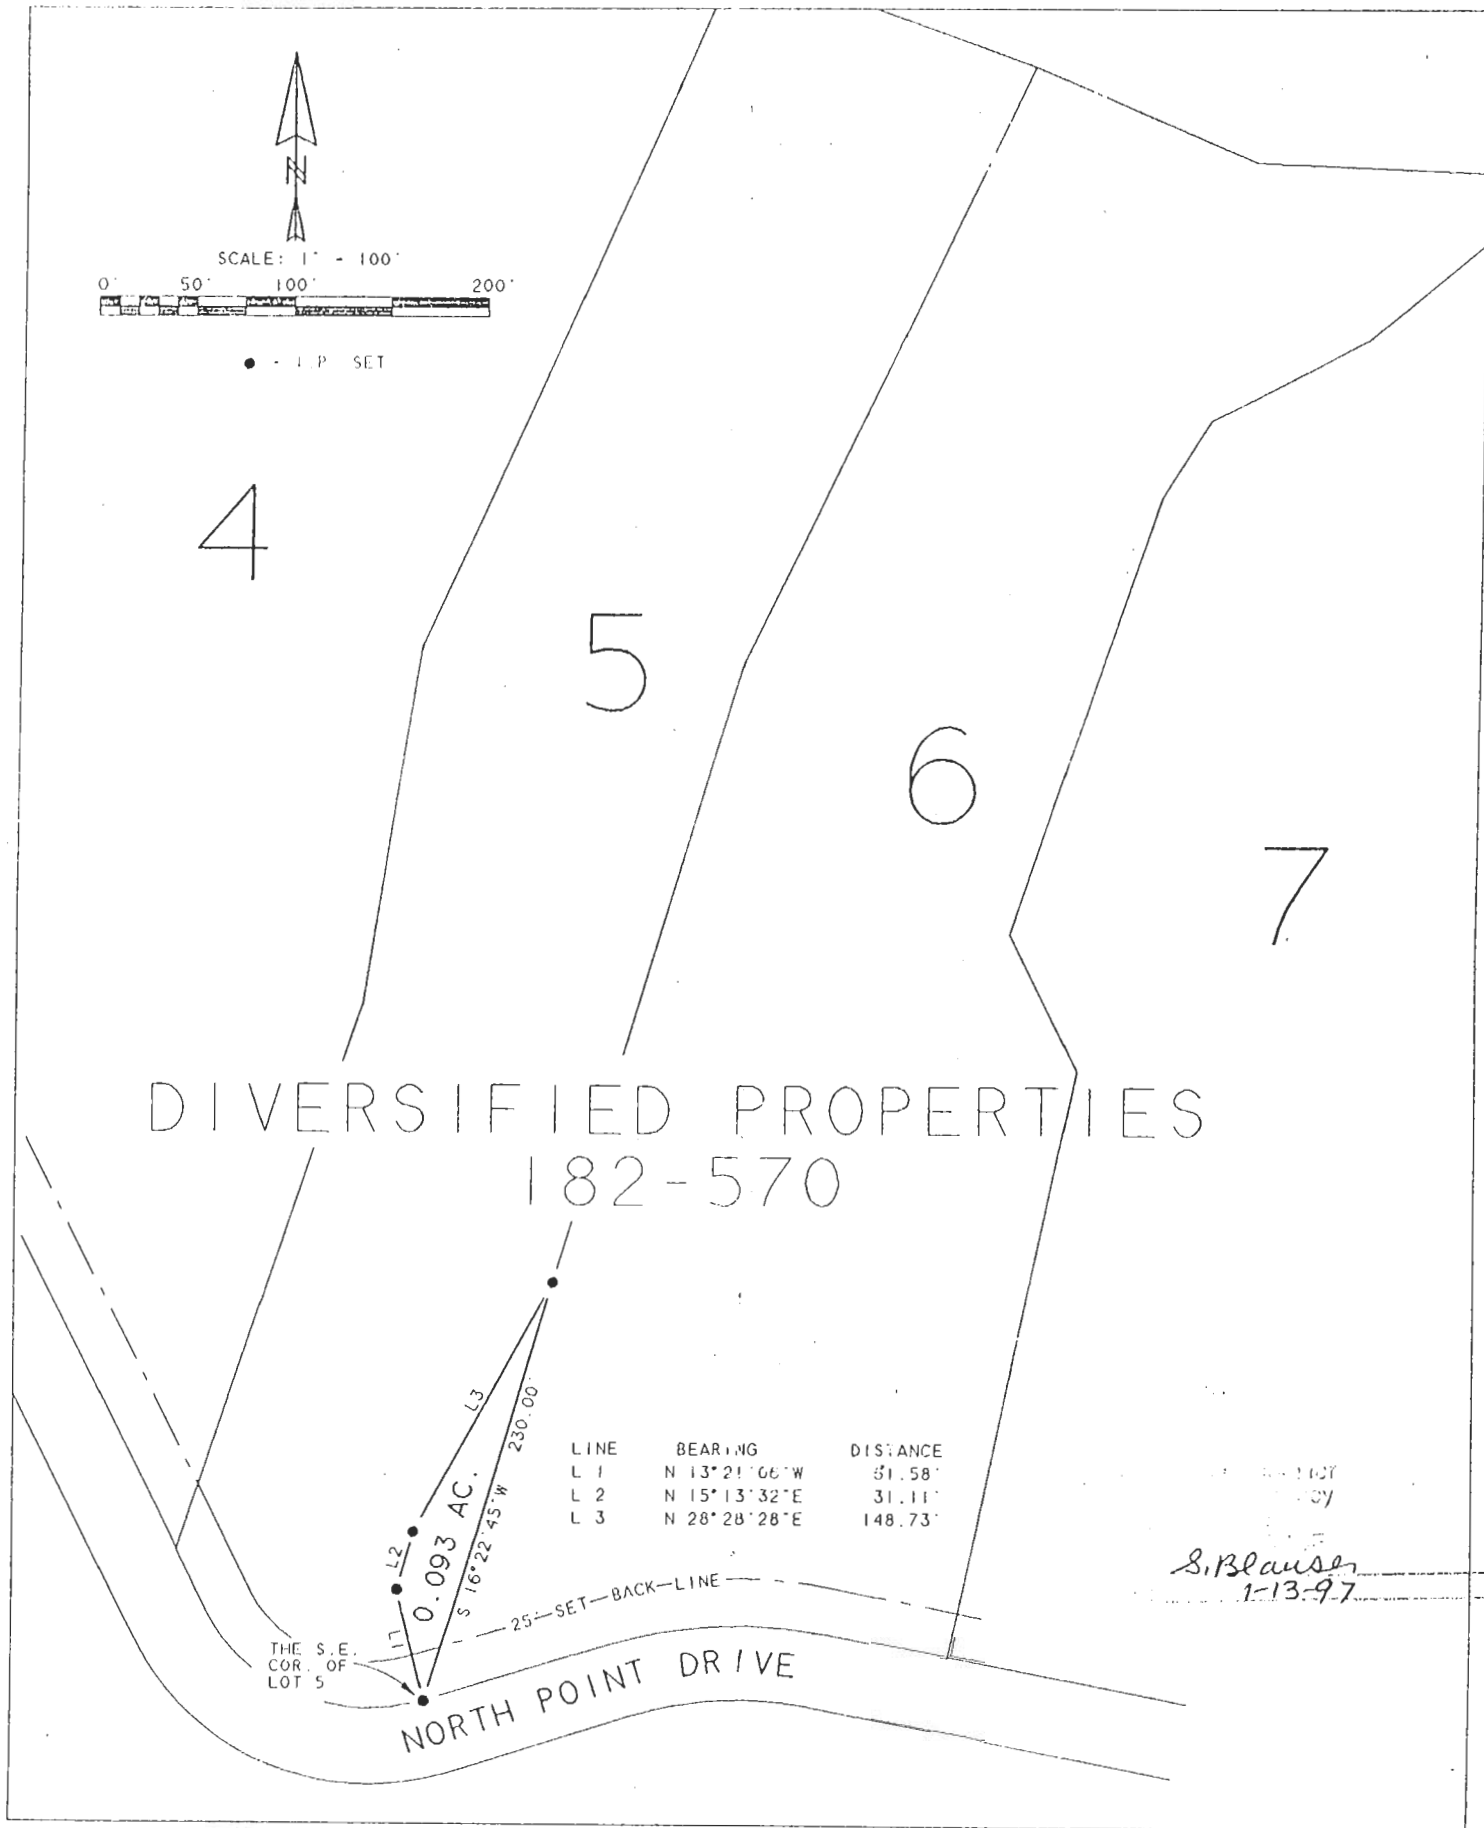 N
SCALE: 1" - 100'
0' 50' 100' 200'
● - I.P. SET
4
5
6
7
DIVERSIFIED PROPERTIES
182-570
L3
L2
L1
0.093 AC.
S 16°22'45"W 230.00'
LINE BEARING DISTANCE
L 1 N 13°21'06"W 61.58'
L 2 N 15°13'32"E 31.11'
L 3 N 28°28'28"E 148.73'
25'-SET-BACK-LINE
THE S.E.
COR. OF
LOT 5
NORTH POINT DRIVE
S. Blauser
1-13-97